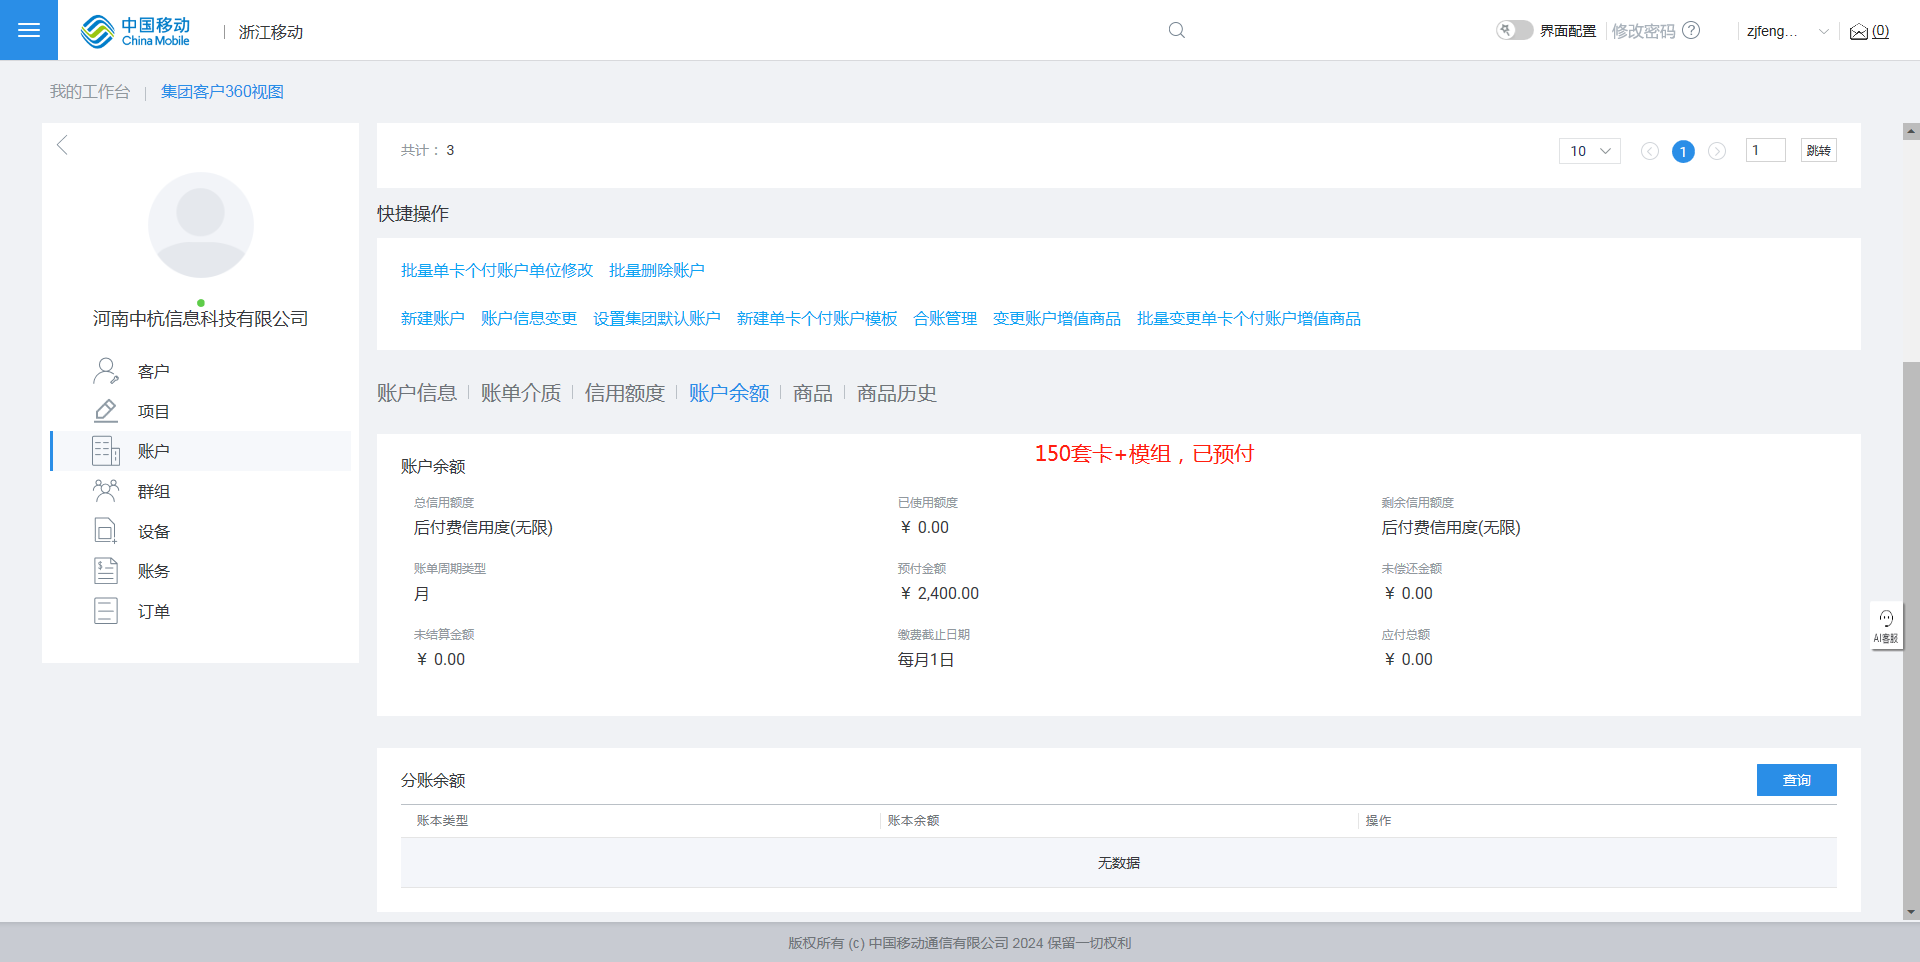 中国移动
China Mobile
浙江移动
界面配置
修改密码
zjfeng...
(0)
我的工作台
集团客户360视图
共计： 3
10
1
1
跳转
河南中杭信息科技有限公司
客户
项目
账户
群组
设备
账务
订单
快捷操作
批量单卡个付账户单位修改 批量删除账户
新建账户 账户信息变更 设置集团默认账户 新建单卡个付账户模板 合账管理 变更账户增值商品 批量变更单卡个付账户增值商品
账户信息 账单介质 信用额度 账户余额 商品 商品历史
150套卡+模组，已预付
账户余额
总信用额度 已使用额度 剩余信用额度
后付费信用度(无限) ¥ 0.00 后付费信用度(无限)
账单周期类型 预付金额 未偿还金额
月 ¥ 2,400.00 ¥ 0.00
未结算金额 缴费截止日期 应付总额
¥ 0.00 每月1日 ¥ 0.00
AI客服
分账余额
查询
账本类型 账本余额 操作
无数据
版权所有 (c) 中国移动通信有限公司 2024 保留一切权利